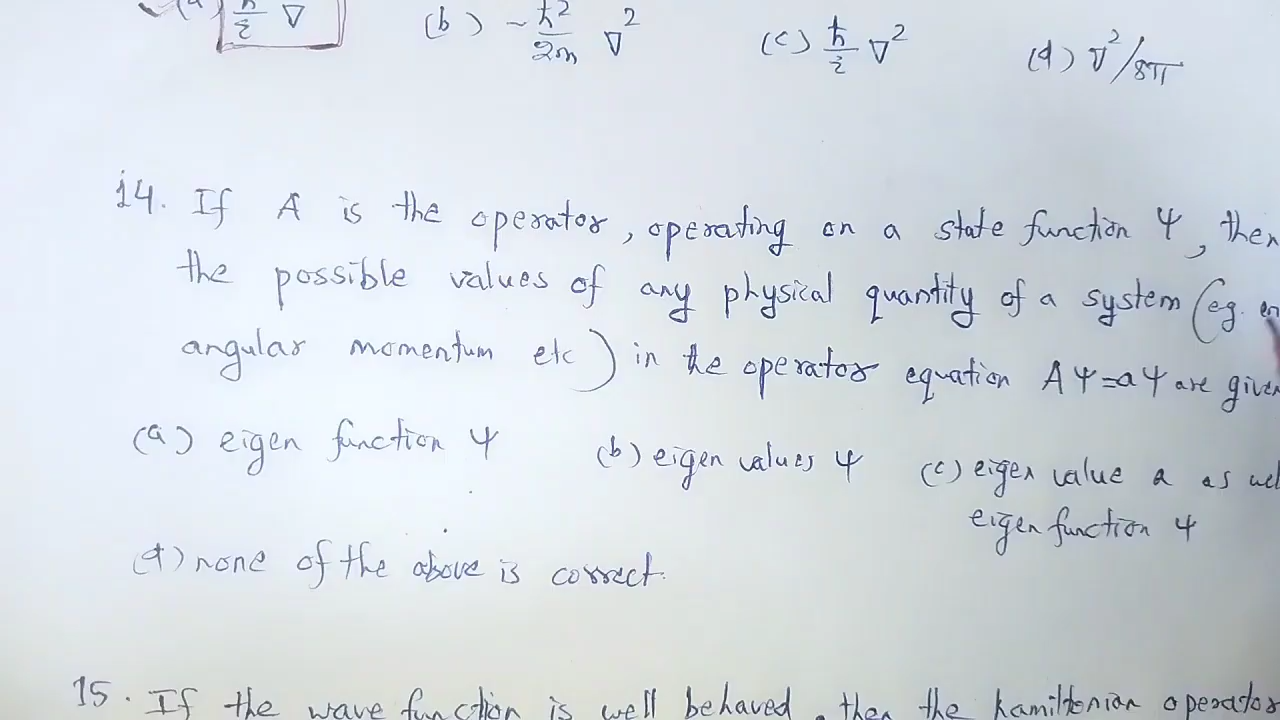 (a) ħ/i ∇ (b) -ħ²/2m ∇² (c) ħ/i ∇² (d) ∇²/8π
14. If A is the operator, operating on a state function Ψ, then
the possible values of any physical quantity of a system (eg. en
angular momentum etc) in the operator equation AΨ=aΨ are given
(a) eigen function Ψ (b) eigen values Ψ (c) eigen value a as well
eigen function Ψ
(d) none of the above is correct.
15. If the wave function is well behaved, then the hamiltonian operator